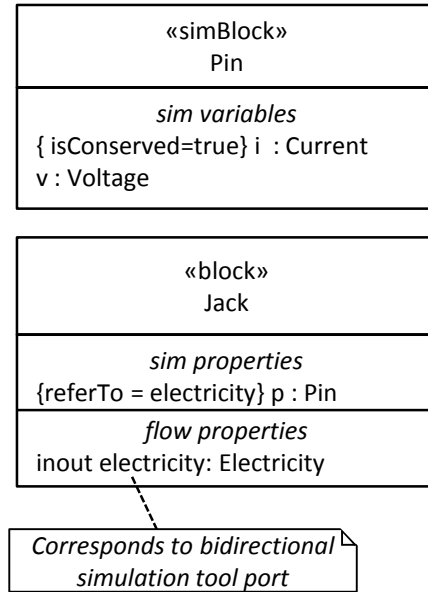 «simBlock»
Pin
sim variables
{ isConserved=true} i : Current
v : Voltage
«block»
Jack
sim properties
{referTo = electricity} p : Pin
flow properties
inout electricity: Electricity
Corresponds to bidirectional
simulation tool port